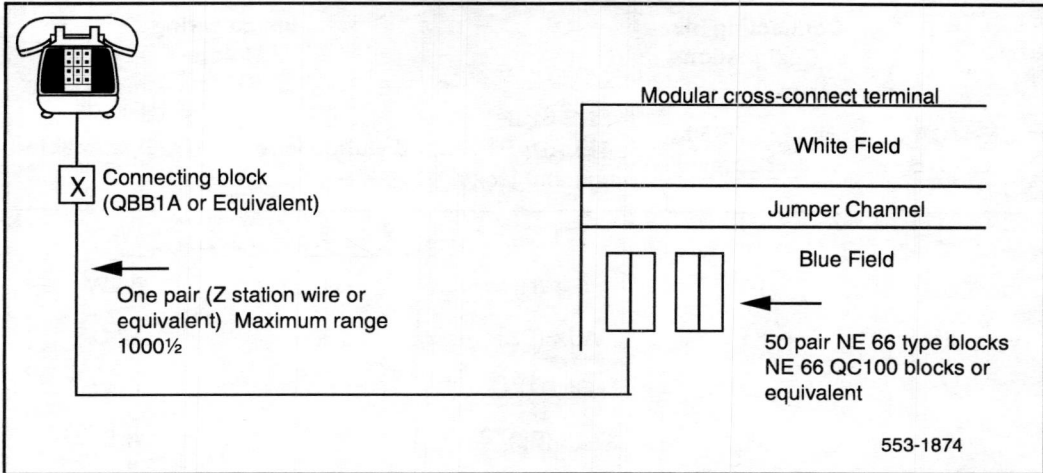 Modular cross-connect terminal
White Field
X
Connecting block
(QBB1A or Equivalent)
Jumper Channel
Blue Field
One pair (Z station wire or
equivalent) Maximum range
1000½
50 pair NE 66 type blocks
NE 66 QC100 blocks or
equivalent
553-1874